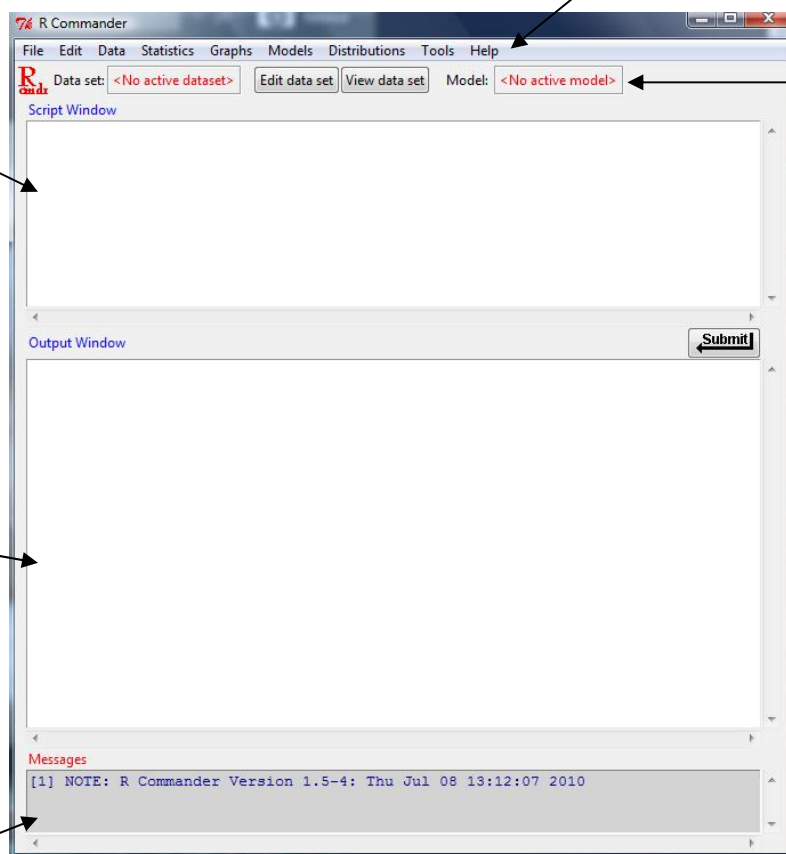 R Commander
File Edit Data Statistics Graphs Models Distributions Tools Help
R cmdr Data set: <No active dataset> Edit data set View data set Model: <No active model>
Script Window
Output Window
Submit
Messages
[1] NOTE: R Commander Version 1.5-4: Thu Jul 08 13:12:07 2010